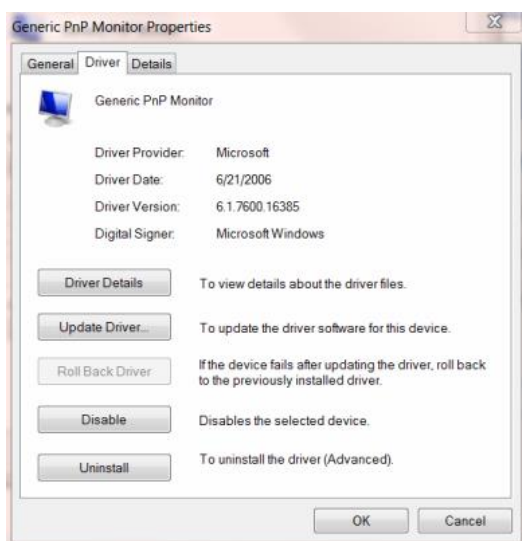 Generic PnP Monitor Properties
General Driver Details
Generic PnP Monitor
Driver Provider: Microsoft
Driver Date: 6/21/2006
Driver Version: 6.1.7600.16385
Digital Signer: Microsoft Windows
Driver Details To view details about the driver files.
Update Driver... To update the driver software for this device.
Roll Back Driver If the device fails after updating the driver, roll back
to the previously installed driver.
Disable Disables the selected device.
Uninstall To uninstall the driver (Advanced).
OK Cancel